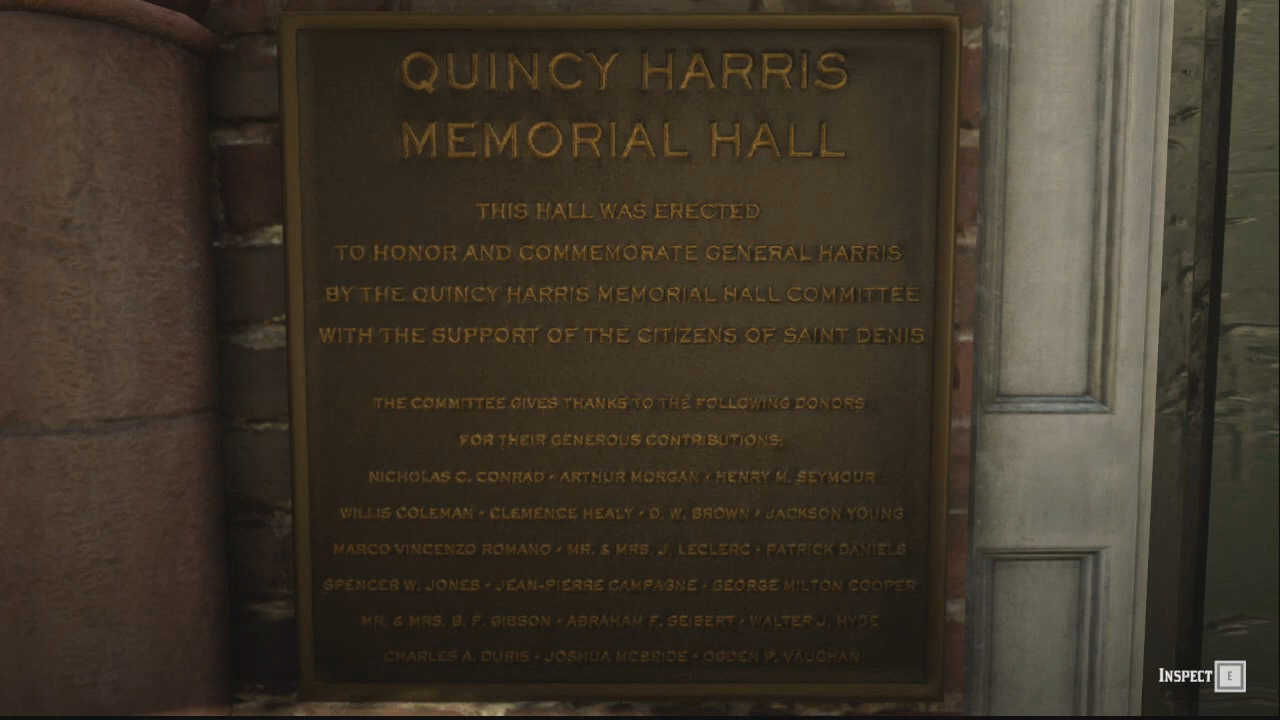 QUINCY HARRIS
MEMORIAL HALL
THIS HALL WAS ERECTED
TO HONOR AND COMMEMORATE GENERAL HARRIS
BY THE QUINCY HARRIS MEMORIAL HALL COMMITTEE
WITH THE SUPPORT OF THE CITIZENS OF SAINT DENIS
THE COMMITTEE GIVES THANKS TO THE FOLLOWING DONORS
FOR THEIR GENEROUS CONTRIBUTIONS:
NICHOLAS C. CONRAD • ARTHUR MORGAN • HENRY M. SEYMOUR
WILLIS COLEMAN • CLEMENCE HEALY • D. W. BROWN • JACKSON YOUNG
MARCO VINCENZO ROMANO • MR. & MRS. J. LECLERC • PATRICK DANIELS
SPENCER W. JONES • JEAN-PIERRE CAMPAGNE • GEORGE MILTON COOPER
MR. & MRS. B. F. GIBSON • ABRAHAM F. SEIBERT • WALTER J. HYDE
CHARLES A. DURIS • JOSHUA MCBRIDE • OGDEN P. VAUGHAN
INSPECT E